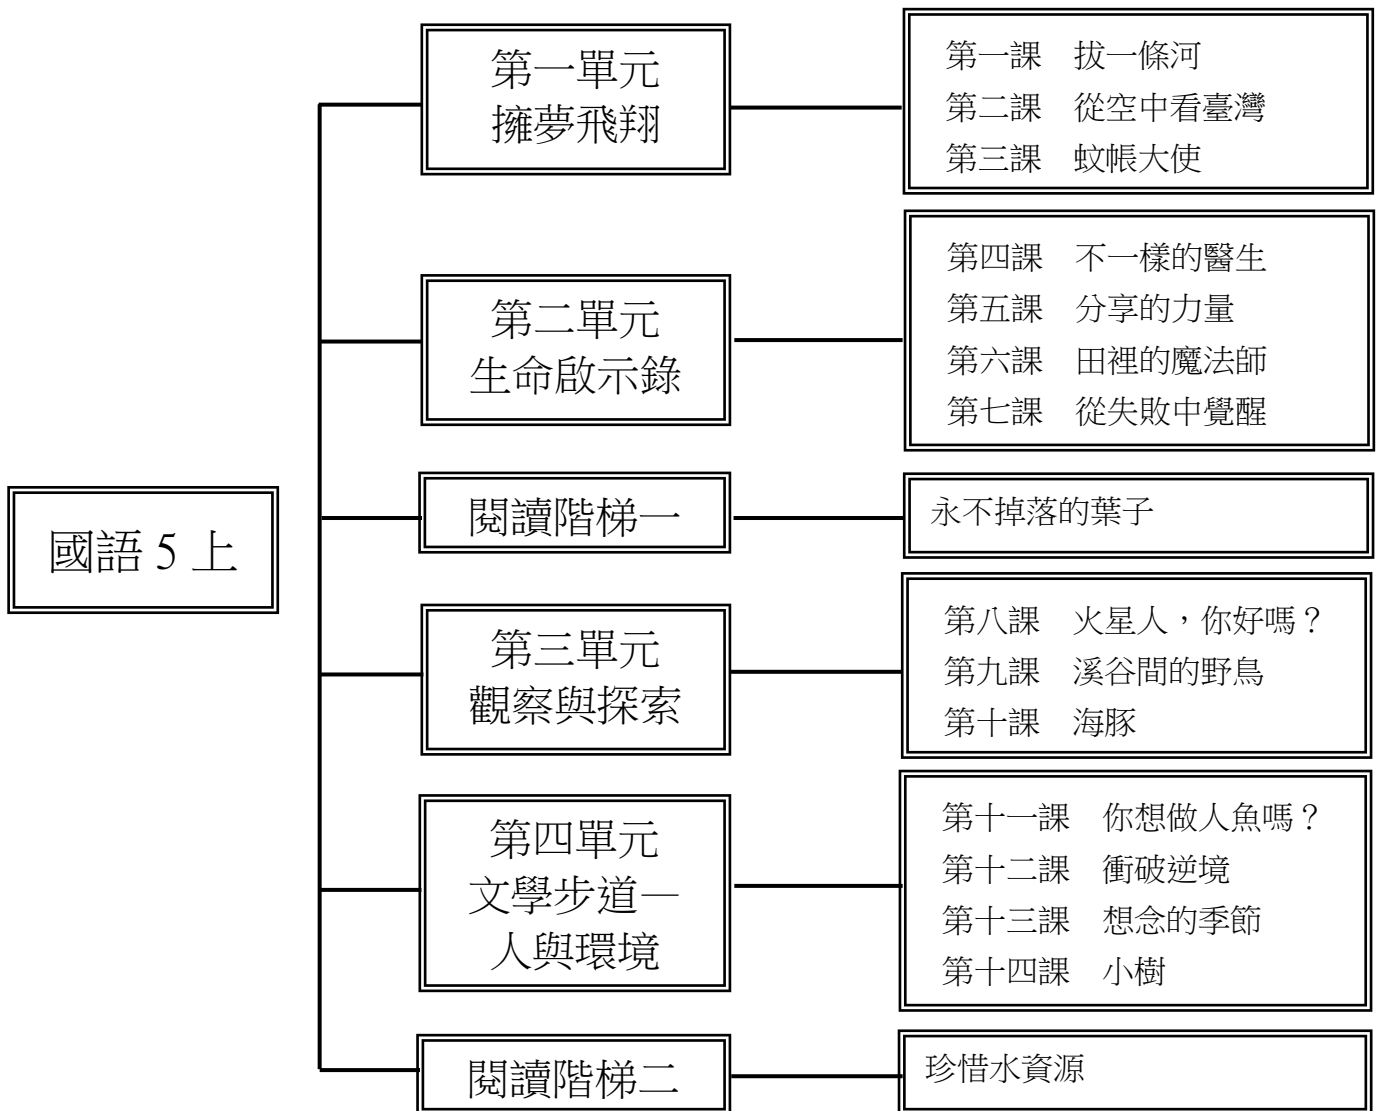 國語 5 上
第一單元
擁夢飛翔
第一課 拔一條河
第二課 從空中看臺灣
第三課 蚊帳大使
第二單元
生命啟示錄
第四課 不一樣的醫生
第五課 分享的力量
第六課 田裡的魔法師
第七課 從失敗中覺醒
閱讀階梯一
永不掉落的葉子
第三單元
觀察與探索
第八課 火星人，你好嗎？
第九課 溪谷間的野鳥
第十課 海豚
第四單元
文學步道—
人與環境
第十一課 你想做人魚嗎？
第十二課 衝破逆境
第十三課 想念的季節
第十四課 小樹
閱讀階梯二
珍惜水資源